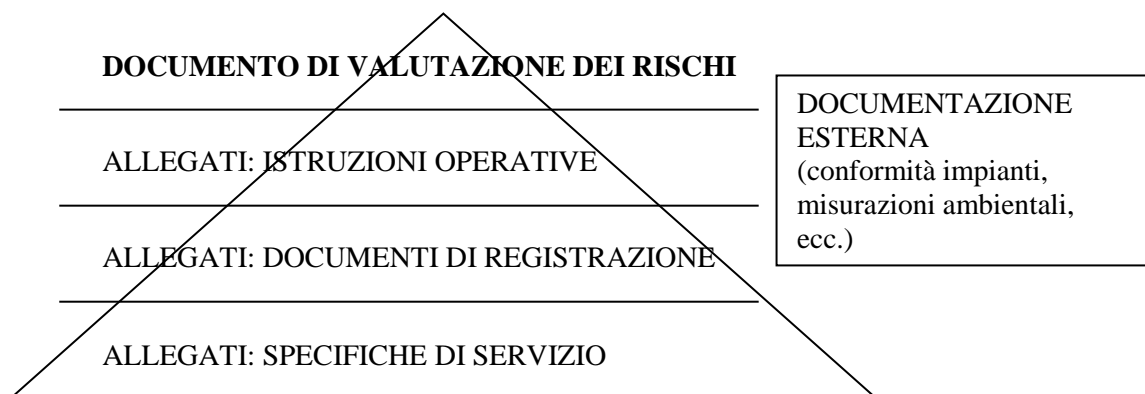 DOCUMENTO DI VALUTAZIONE DEI RISCHI
ALLEGATI: ISTRUZIONI OPERATIVE
ALLEGATI: DOCUMENTI DI REGISTRAZIONE
ALLEGATI: SPECIFICHE DI SERVIZIO
DOCUMENTAZIONE
ESTERNA
(conformità impianti,
misurazioni ambientali,
ecc.)